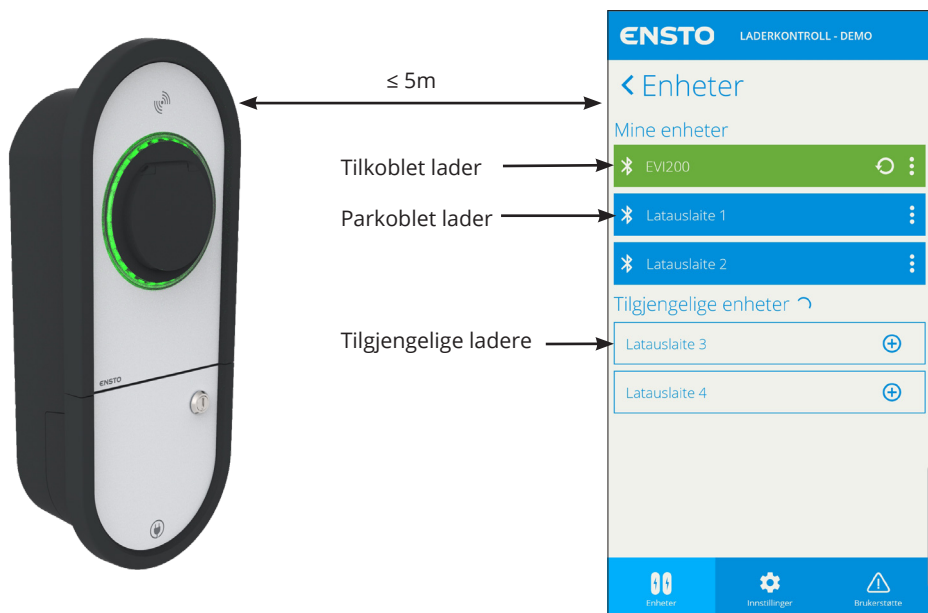 ≤ 5m
Tilkoblet lader
Parkoblet lader
Tilgjengelige ladere
ENSTO
ENSTO LADERKONTROLL - DEMO
Enheter
Mine enheter
EVI200
Latauslaite 1
Latauslaite 2
Tilgjengelige enheter
Latauslaite 3
Latauslaite 4
Enheter Innstillinger Brukerstøtte